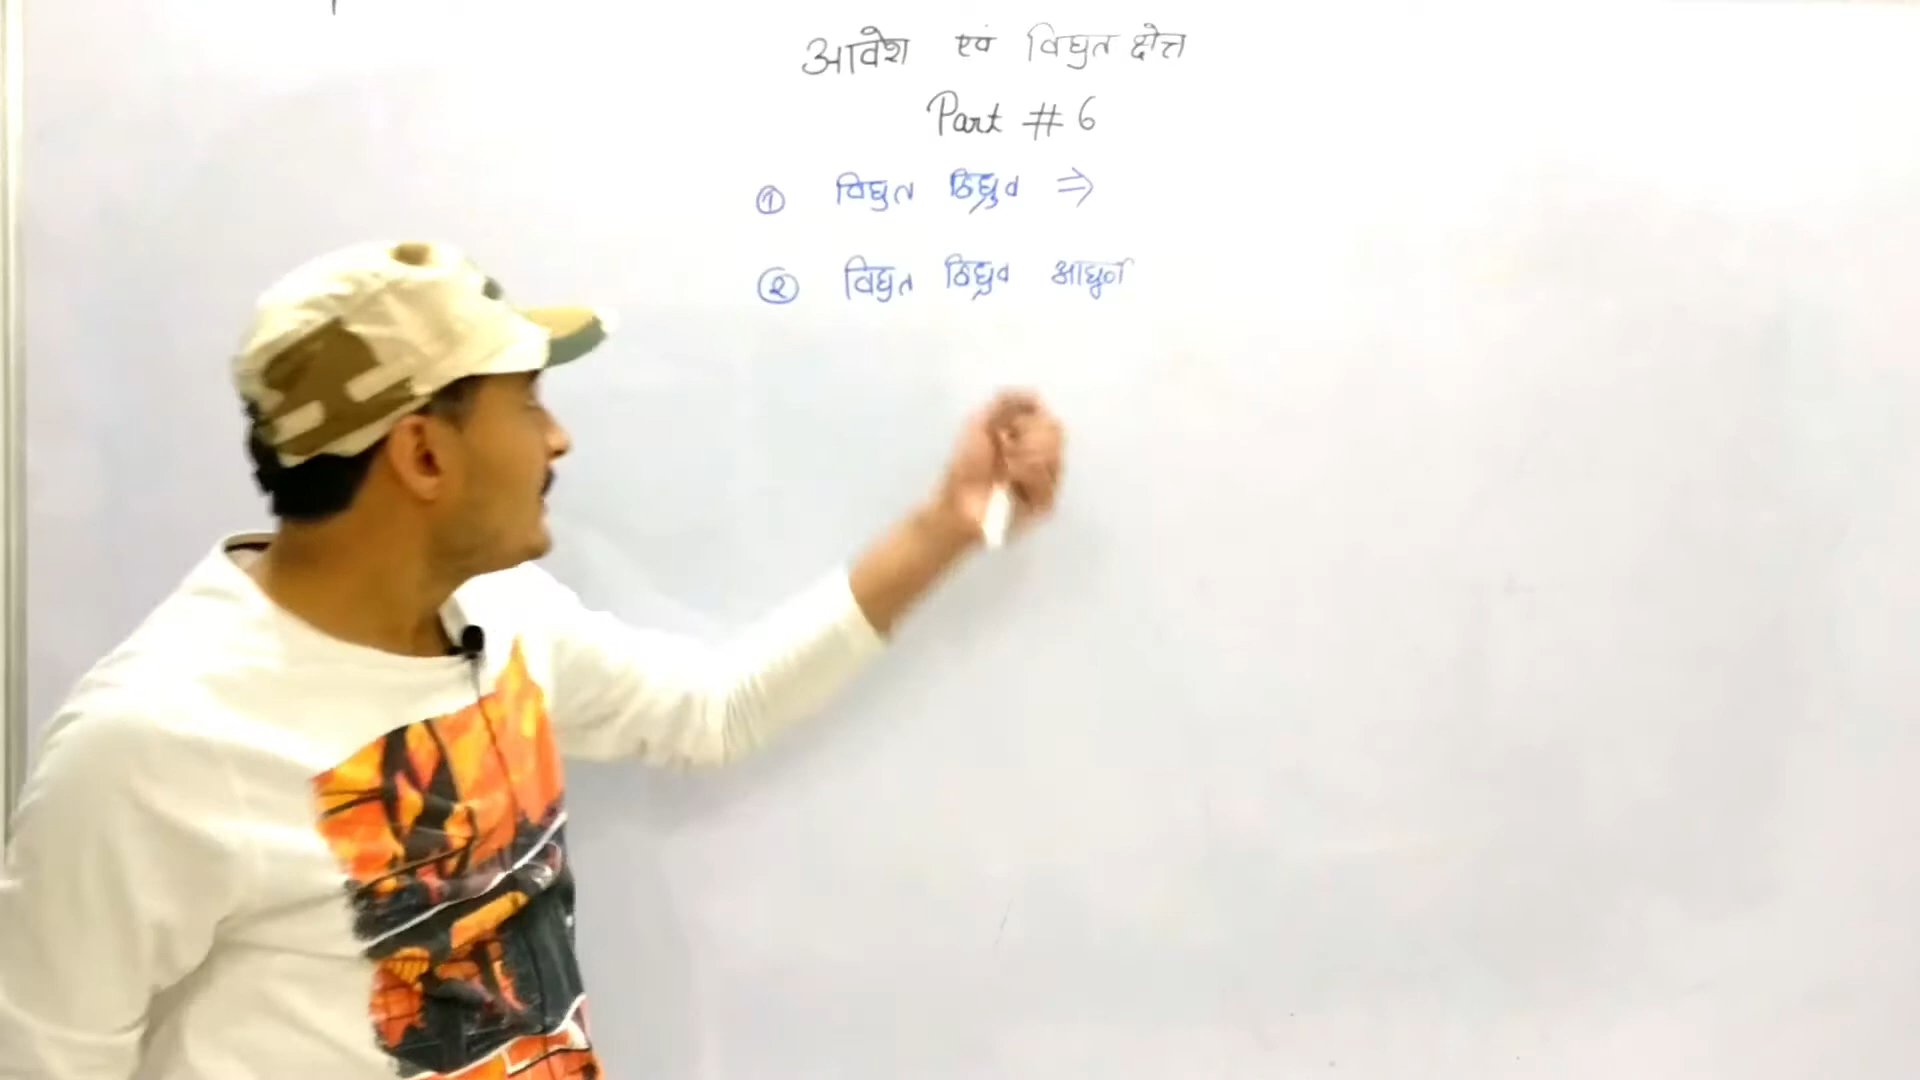 आवेश एवं विद्युत क्षेत्र
Part # 6
① विद्युत द्विध्रुव ⇒
② विद्युत द्विध्रुव आघूर्ण